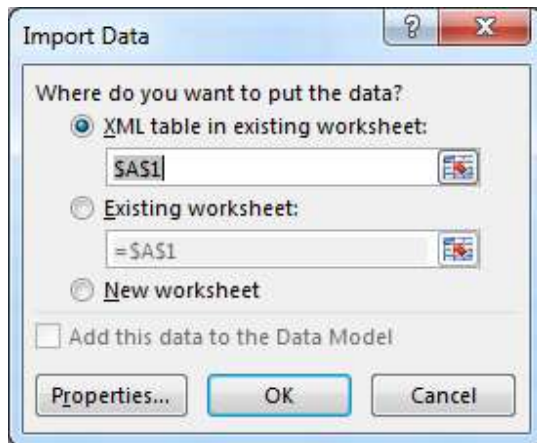 Import Data
?
X
Where do you want to put the data?
XML table in existing worksheet:
$A$1
Existing worksheet:
=$A$1
New worksheet
Add this data to the Data Model
Properties... OK Cancel